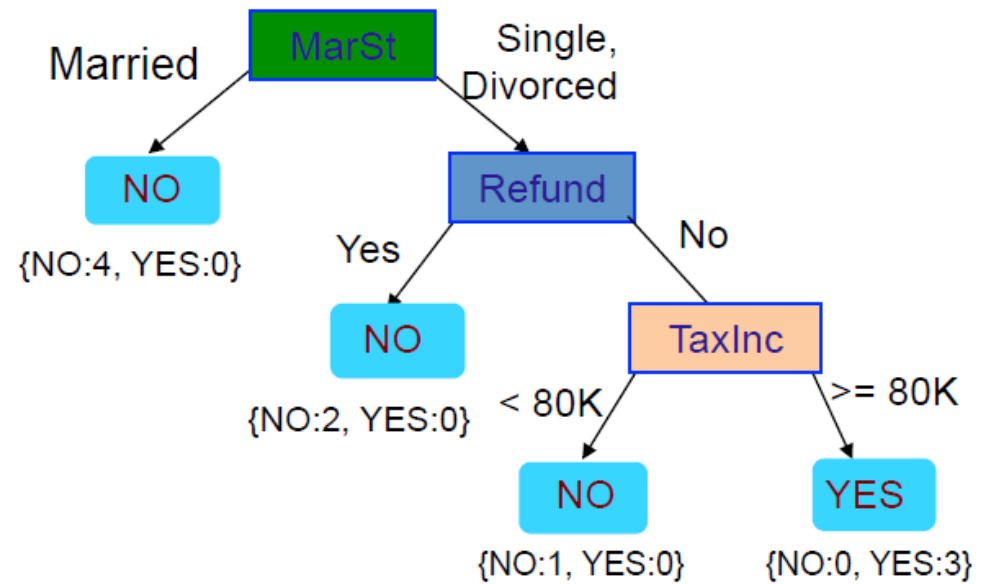 MarSt
Married
Single,
Divorced
NO
{NO:4, YES:0}
Refund
Yes
No
NO
{NO:2, YES:0}
TaxInc
< 80K
>= 80K
NO
{NO:1, YES:0}
YES
{NO:0, YES:3}